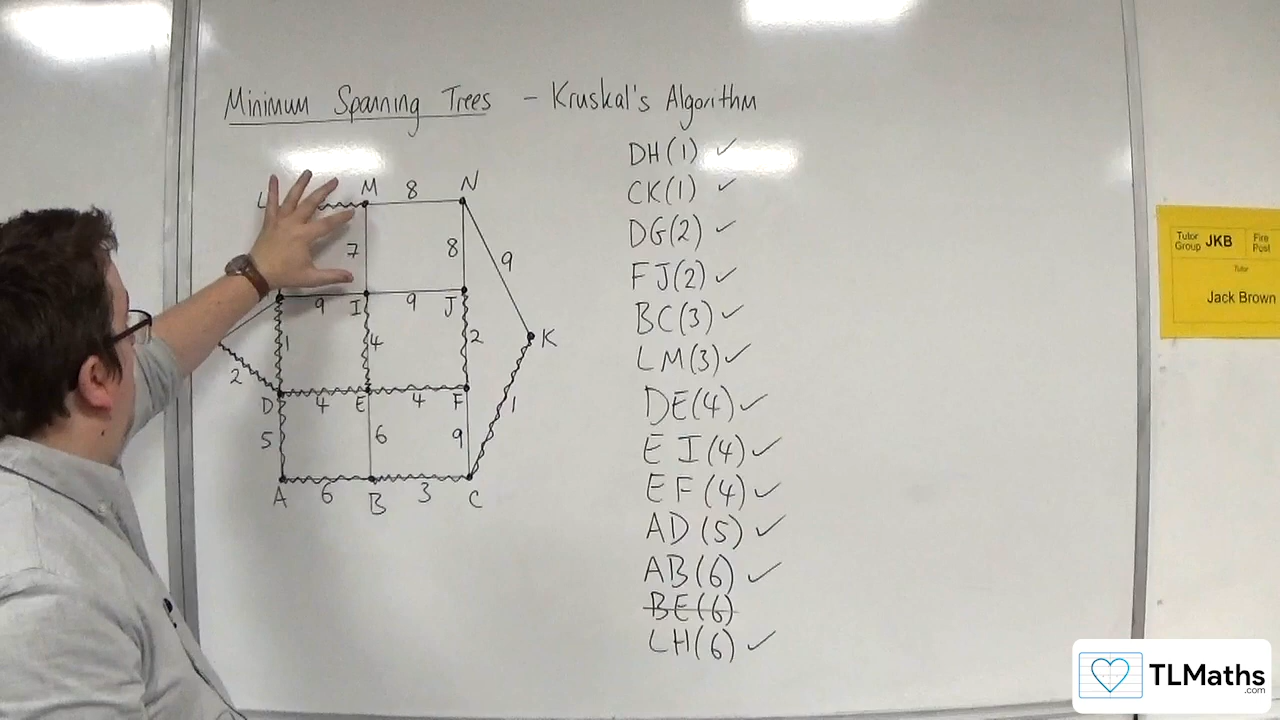 Minimum Spanning Trees - Kruskal's Algorithm
DH(1) ✓
CK(1) ✓
DG(2) ✓
FJ(2) ✓
BC(3) ✓
LM(3) ✓
DE(4) ✓
EI(4) ✓
EF(4) ✓
AD(5) ✓
AB(6) ✓
BE(6)
LH(6) ✓
L M 8 N
7 8 9
9 I 9 J
1 4 2 K
2
D 4 E 4 F 1
5 6 9
A 6 B 3 C
Tutor Group JKB Fire Post
Tutor
Jack Brown
TLMaths
.com